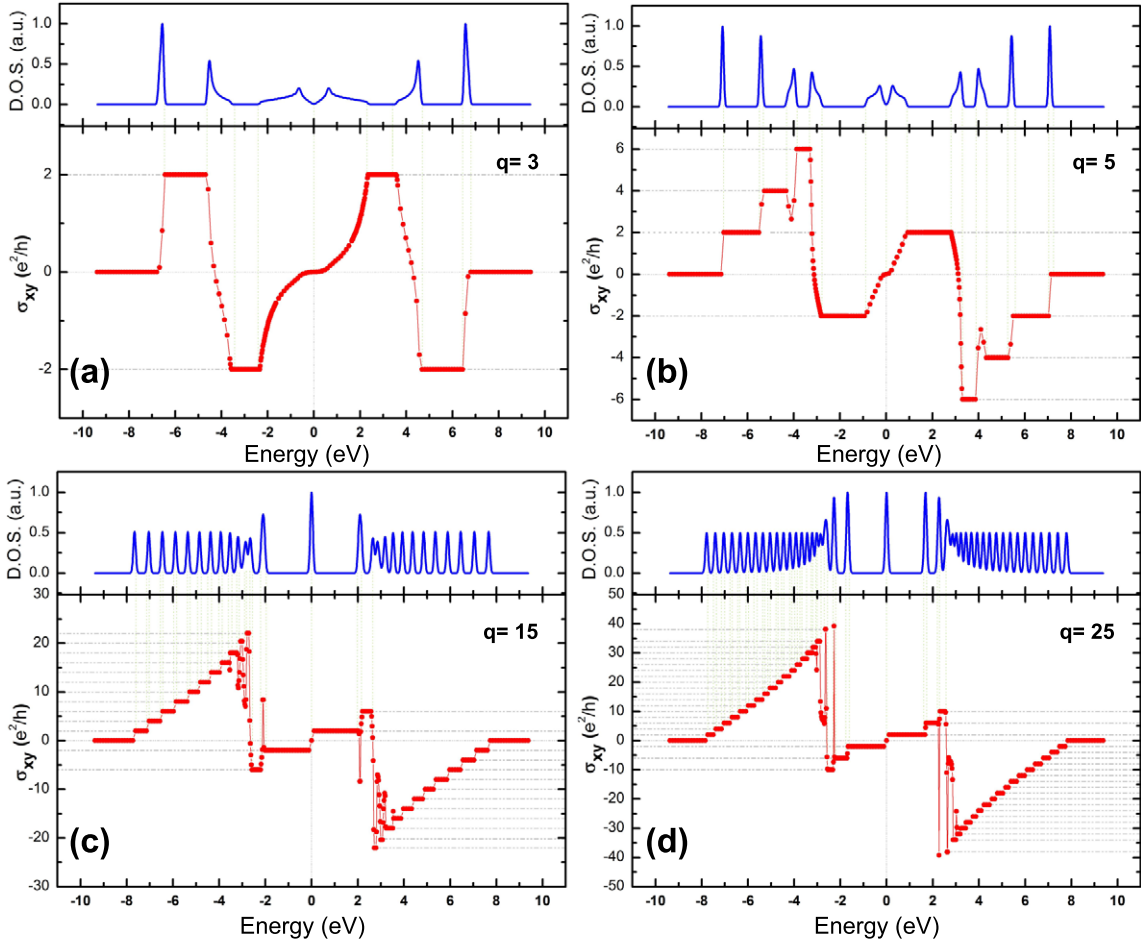 D.O.S. (a.u.)
1.0
0.5
0.0
σxy (e²/h)
2
0
-2
q= 3
(a)
-10 -8 -6 -4 -2 0 2 4 6 8 10
Energy (eV)
D.O.S. (a.u.)
1.0
0.5
0.0
σxy (e²/h)
6
4
2
0
-2
-4
-6
q= 5
(b)
-10 -8 -6 -4 -2 0 2 4 6 8 10
Energy (eV)
D.O.S. (a.u.)
1.0
0.5
0.0
σxy (e²/h)
30
20
10
0
-10
-20
-30
q= 15
(c)
-10 -8 -6 -4 -2 0 2 4 6 8 10
Energy (eV)
D.O.S. (a.u.)
1.0
0.5
0.0
σxy (e²/h)
50
40
30
20
10
0
-10
-20
-30
-40
-50
q= 25
(d)
-10 -8 -6 -4 -2 0 2 4 6 8 10
Energy (eV)